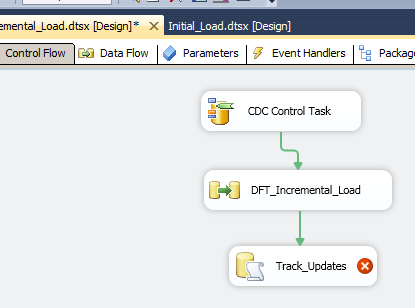 emental_Load.dtsx [Design]* Initial_Load.dtsx [Design]
Control Flow Data Flow Parameters Event Handlers Package
CDC Control Task
DFT_Incremental_Load
Track_Updates